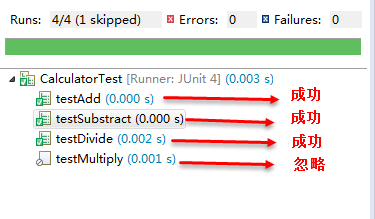 Runs: 4/4 (1 skipped) Errors: 0 Failures: 0
CalculatorTest [Runner: JUnit 4] (0.003 s)
testAdd (0.000 s) 成功
testSubstract (0.000 s) 成功
testDivide (0.002 s) 成功
testMultiply (0.001 s) 忽略